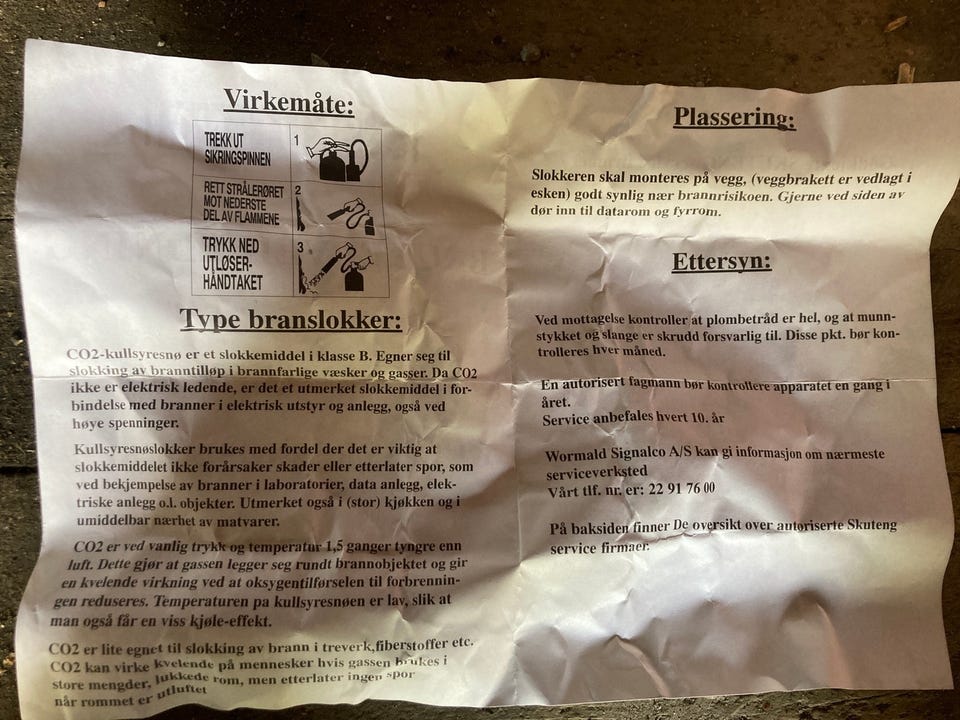 Virkemåte:
TREKK UT
SIKRINGSPINNEN
1
RETT STRÅLERØRET
MOT NEDERSTE
DEL AV FLAMMENE
2
TRYKK NED
UTLØSER-
HÅNDTAKET
3
Type branslokker:
CO2-kullsyresnø er et slokkemiddel i klasse B. Egner seg til
slokking av branntilløp i brannfarlige væsker og gasser. Da CO2
ikke er elektrisk ledende, er det et utmerket slokkemiddel i for-
bindelse med branner i elektrisk utstyr og anlegg, også ved
høye spenninger.
Kullsyresnøslokker brukes med fordel der det er viktig at
slokkemiddelet ikke forårsaker skader eller etterlater spor, som
ved bekjempelse av branner i laboratorier, data anlegg, elek-
triske anlegg o.l. objekter. Utmerket også i (stor) kjøkken og i
umiddelbar nærhet av matvarer.
CO2 er ved vanlig trykk og temperatur 1,5 ganger tyngre enn
luft. Dette gjør at gassen legger seg rundt brannobjektet og gir
en kvelende virkning ved at oksygentilførselen til forbrennin-
gen reduseres. Temperaturen pa kullsyresnøen er lav, slik at
man også får en viss kjøle-effekt.
CO2 er lite egnet til slokking av brann i treverk,fiberstoffer etc.
CO2 kan virke kvelende på mennesker hvis gassen brukes i
store mengder, lukkede rom, men etterlater ingen spor
når rommet er utluftet
Plassering:
Slokkeren skal monteres på vegg, (veggbrakett er vedlagt i
esken) godt synlig nær brannrisikoen. Gjerne ved siden av
dør inn til datarom og fyrrom.
Ettersyn:
Ved mottagelse kontroller at plombetråd er hel, og at munn-
stykket og slange er skrudd forsvarlig til. Disse pkt. bør kon-
trolleres hver måned.
En autorisert fagmann bør kontrollere apparatet en gang i
året.
Service anbefales hvert 10. år
Wormald Signalco A/S kan gi informasjon om nærmeste
serviceverksted
Vårt tlf. nr. er: 22 91 76 00
På baksiden finner De oversikt over autoriserte Skuteng
service firmaer.